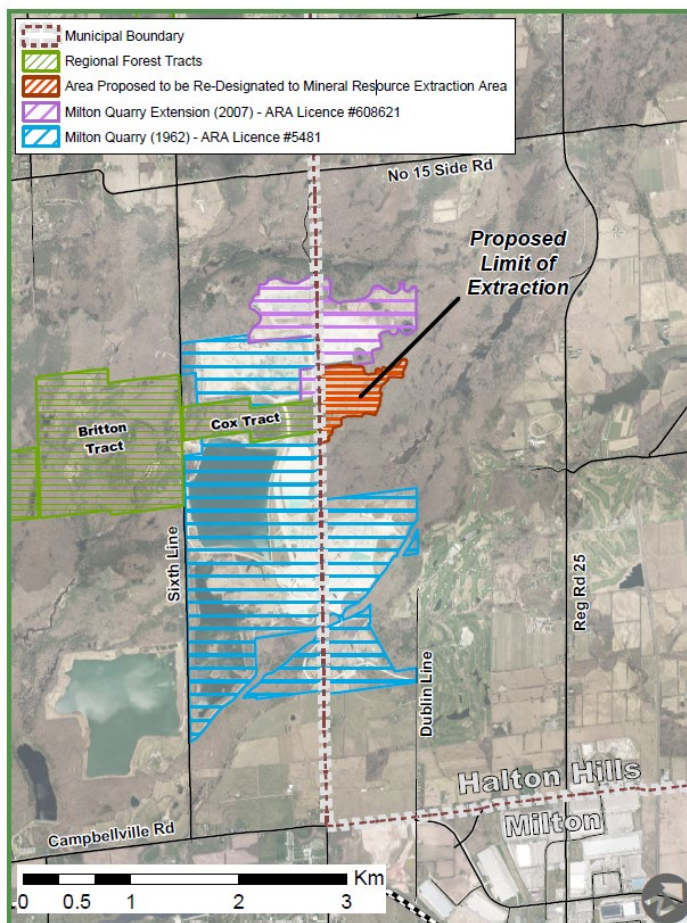 Municipal Boundary
Regional Forest Tracts
Area Proposed to be Re-Designated to Mineral Resource Extraction Area
Milton Quarry Extension (2007) - ARA Licence #608621
Milton Quarry (1962) - ARA Licence #5481
No 15 Side Rd
Proposed
Limit of
Extraction
Britton
Tract
Cox Tract
Sixth Line
Reg Rd 25
Dublin Line
Halton Hills
Milton
Campbellville Rd
Km
0 0.5 1 2 3